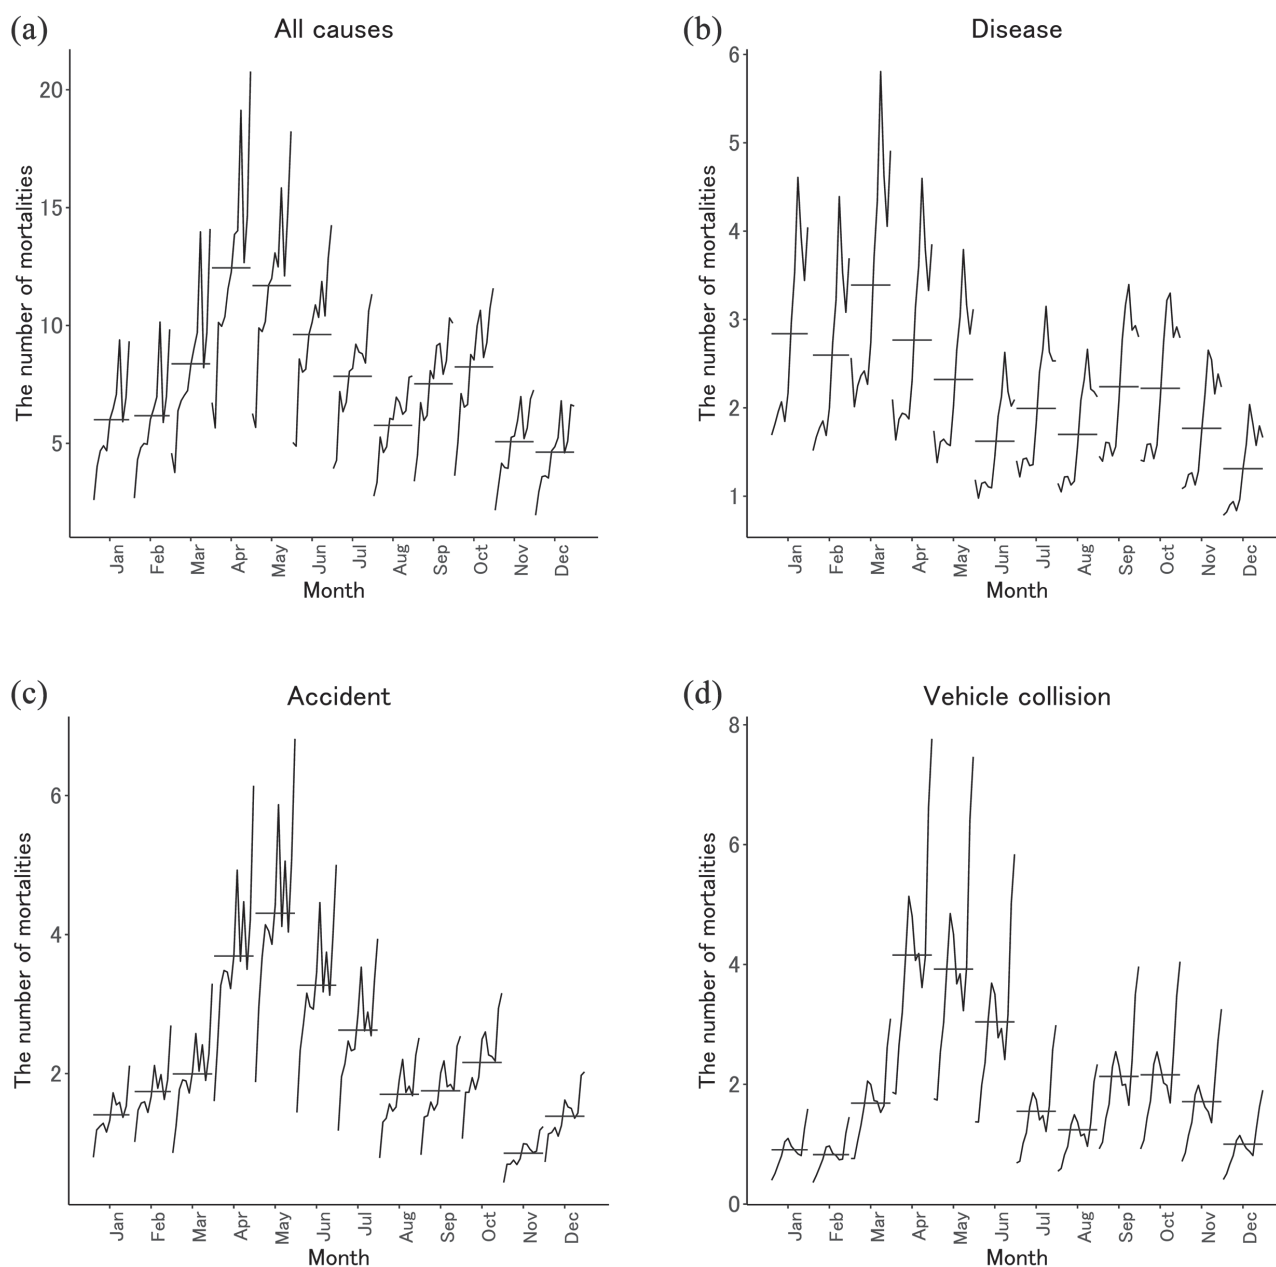 (a)
All causes
The number of mortalities
20
15
10
5
Jan Feb Mar Apr May Jun Jul Aug Sep Oct Nov Dec
Month
(b)
Disease
The number of mortalities
6
5
4
3
2
1
Jan Feb Mar Apr May Jun Jul Aug Sep Oct Nov Dec
Month
(c)
Accident
The number of mortalities
6
4
2
Jan Feb Mar Apr May Jun Jul Aug Sep Oct Nov Dec
Month
(d)
Vehicle collision
The number of mortalities
8
6
4
2
0
Jan Feb Mar Apr May Jun Jul Aug Sep Oct Nov Dec
Month